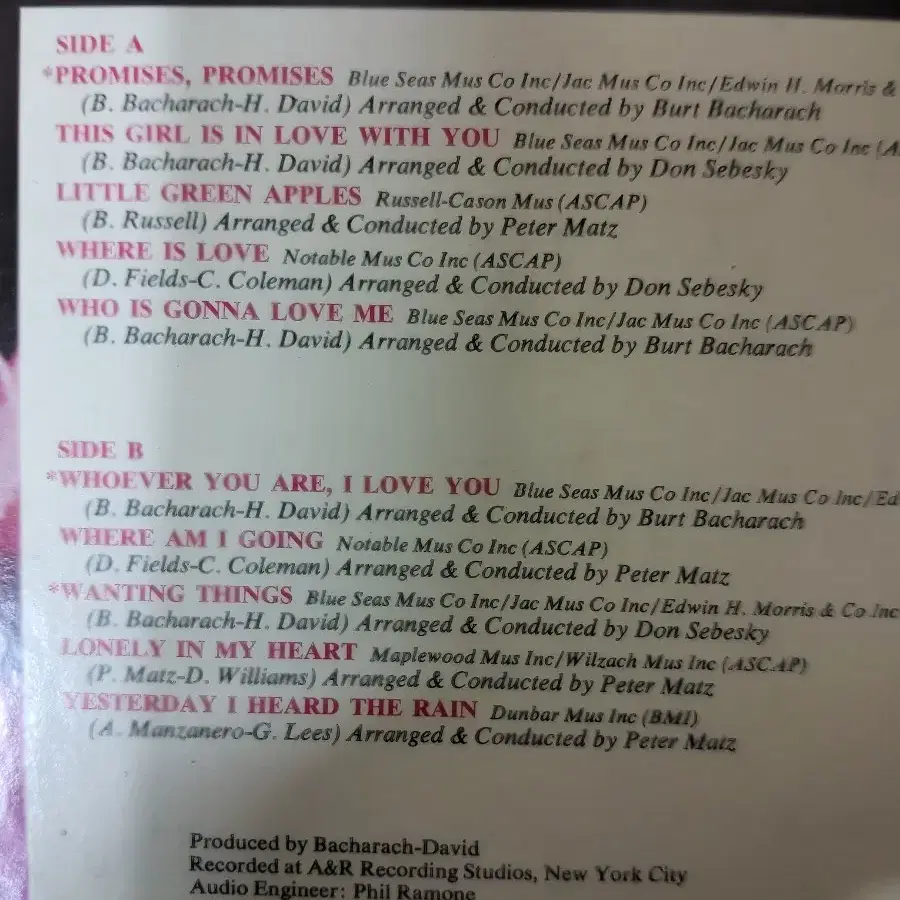 SIDE A
*PROMISES, PROMISES Blue Seas Mus Co Inc/Jac Mus Co Inc/Edwin H. Morris &
(B. Bacharach-H. David) Arranged & Conducted by Burt Bacharach
THIS GIRL IS IN LOVE WITH YOU Blue Seas Mus Co Inc/Jac Mus Co Inc (A
(B. Bacharach-H. David) Arranged & Conducted by Don Sebesky
LITTLE GREEN APPLES Russell-Cason Mus (ASCAP)
(B. Russell) Arranged & Conducted by Peter Matz
WHERE IS LOVE Notable Mus Co Inc (ASCAP)
(D. Fields-C. Coleman) Arranged & Conducted by Don Sebesky
WHO IS GONNA LOVE ME Blue Seas Mus Co Inc/Jac Mus Co Inc (ASCAP)
(B. Bacharach-H. David) Arranged & Conducted by Burt Bacharach
SIDE B
*WHOEVER YOU ARE, I LOVE YOU Blue Seas Mus Co Inc/Jac Mus Co Inc/Ed
(B. Bacharach-H. David) Arranged & Conducted by Burt Bacharach
WHERE AM I GOING Notable Mus Co Inc (ASCAP)
(D. Fields-C. Coleman) Arranged & Conducted by Peter Matz
*WANTING THINGS Blue Seas Mus Co Inc/Jac Mus Co Inc/Edwin H. Morris & Co Inc
(B. Bacharach-H. David) Arranged & Conducted by Don Sebesky
LONELY IN MY HEART Maplewood Mus Inc/Wilzach Mus Inc (ASCAP)
(P. Matz-D. Williams) Arranged & Conducted by Peter Matz
YESTERDAY I HEARD THE RAIN Dunbar Mus Inc (BMI)
(A. Manzanero-G. Lees) Arranged & Conducted by Peter Matz
Produced by Bacharach-David
Recorded at A&R Recording Studios, New York City
Audio Engineer: Phil Ramone